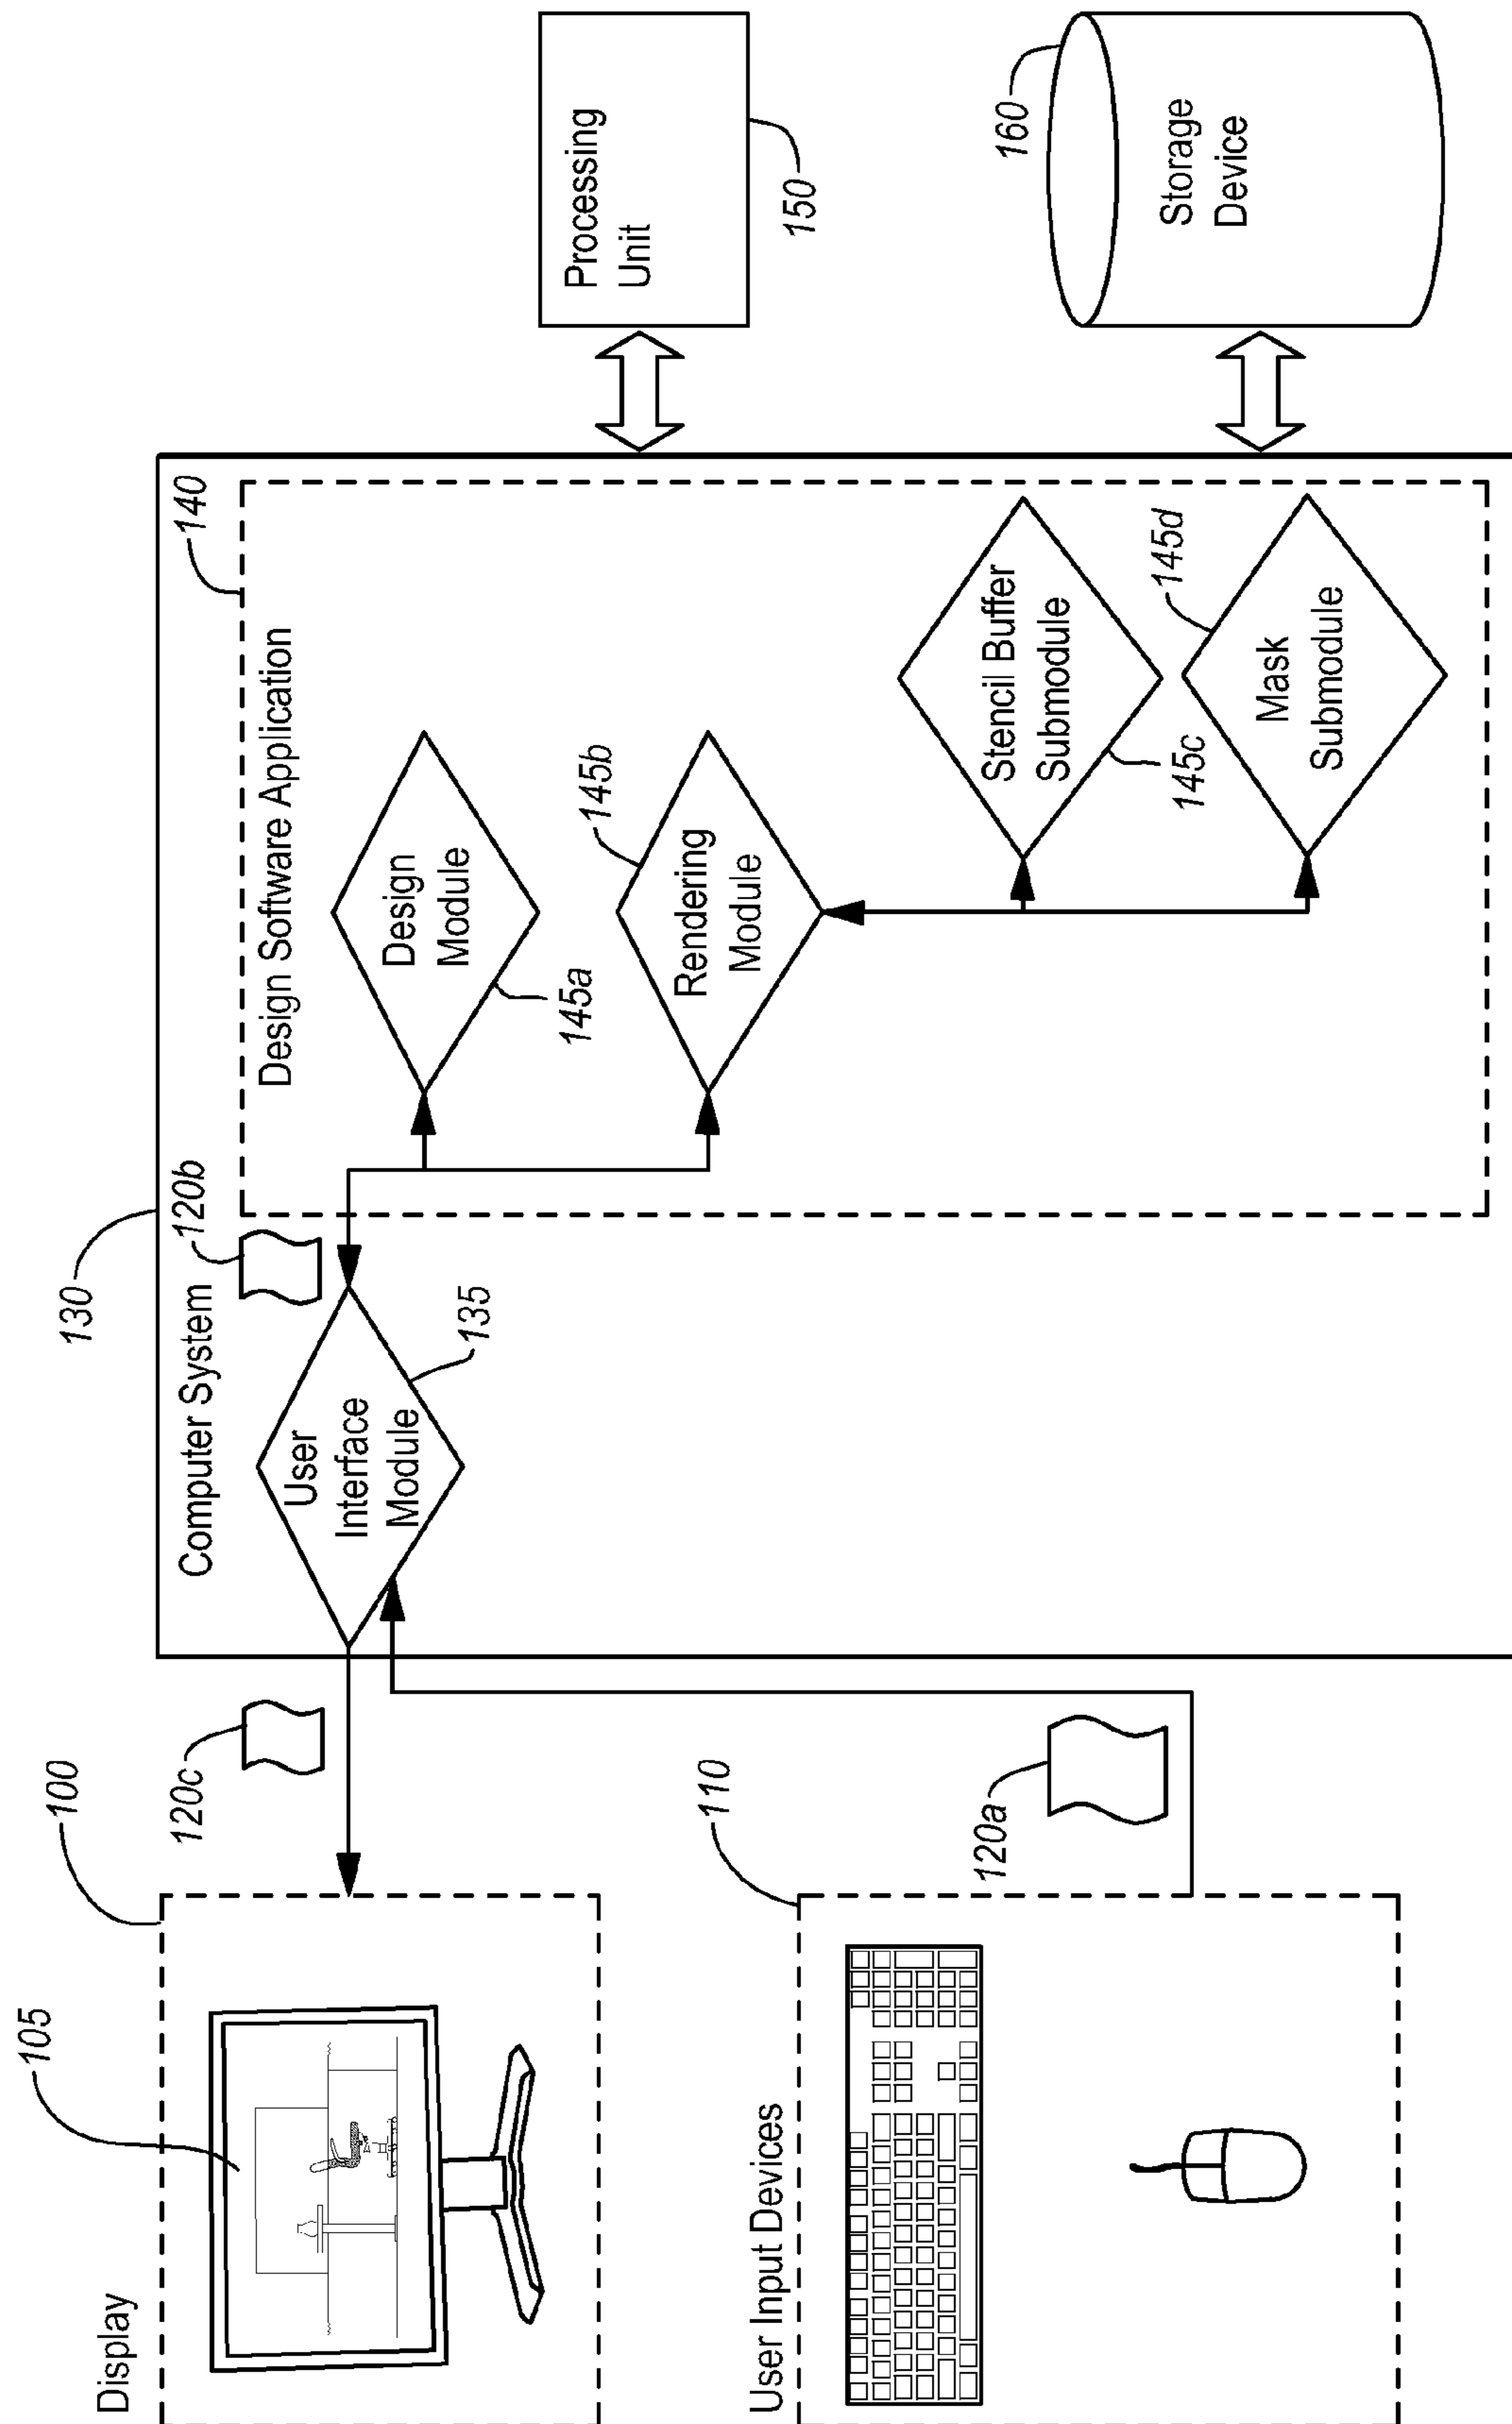 Display
100
105
User Input Devices
110
120a
120c
130
Computer System
120b
User
Interface
Module
135
140
Design Software Application
Design
Module
145a
Rendering
Module
145b
Stencil Buffer
Submodule
145c
Mask
Submodule
145d
Processing
Unit
150
160
Storage
Device